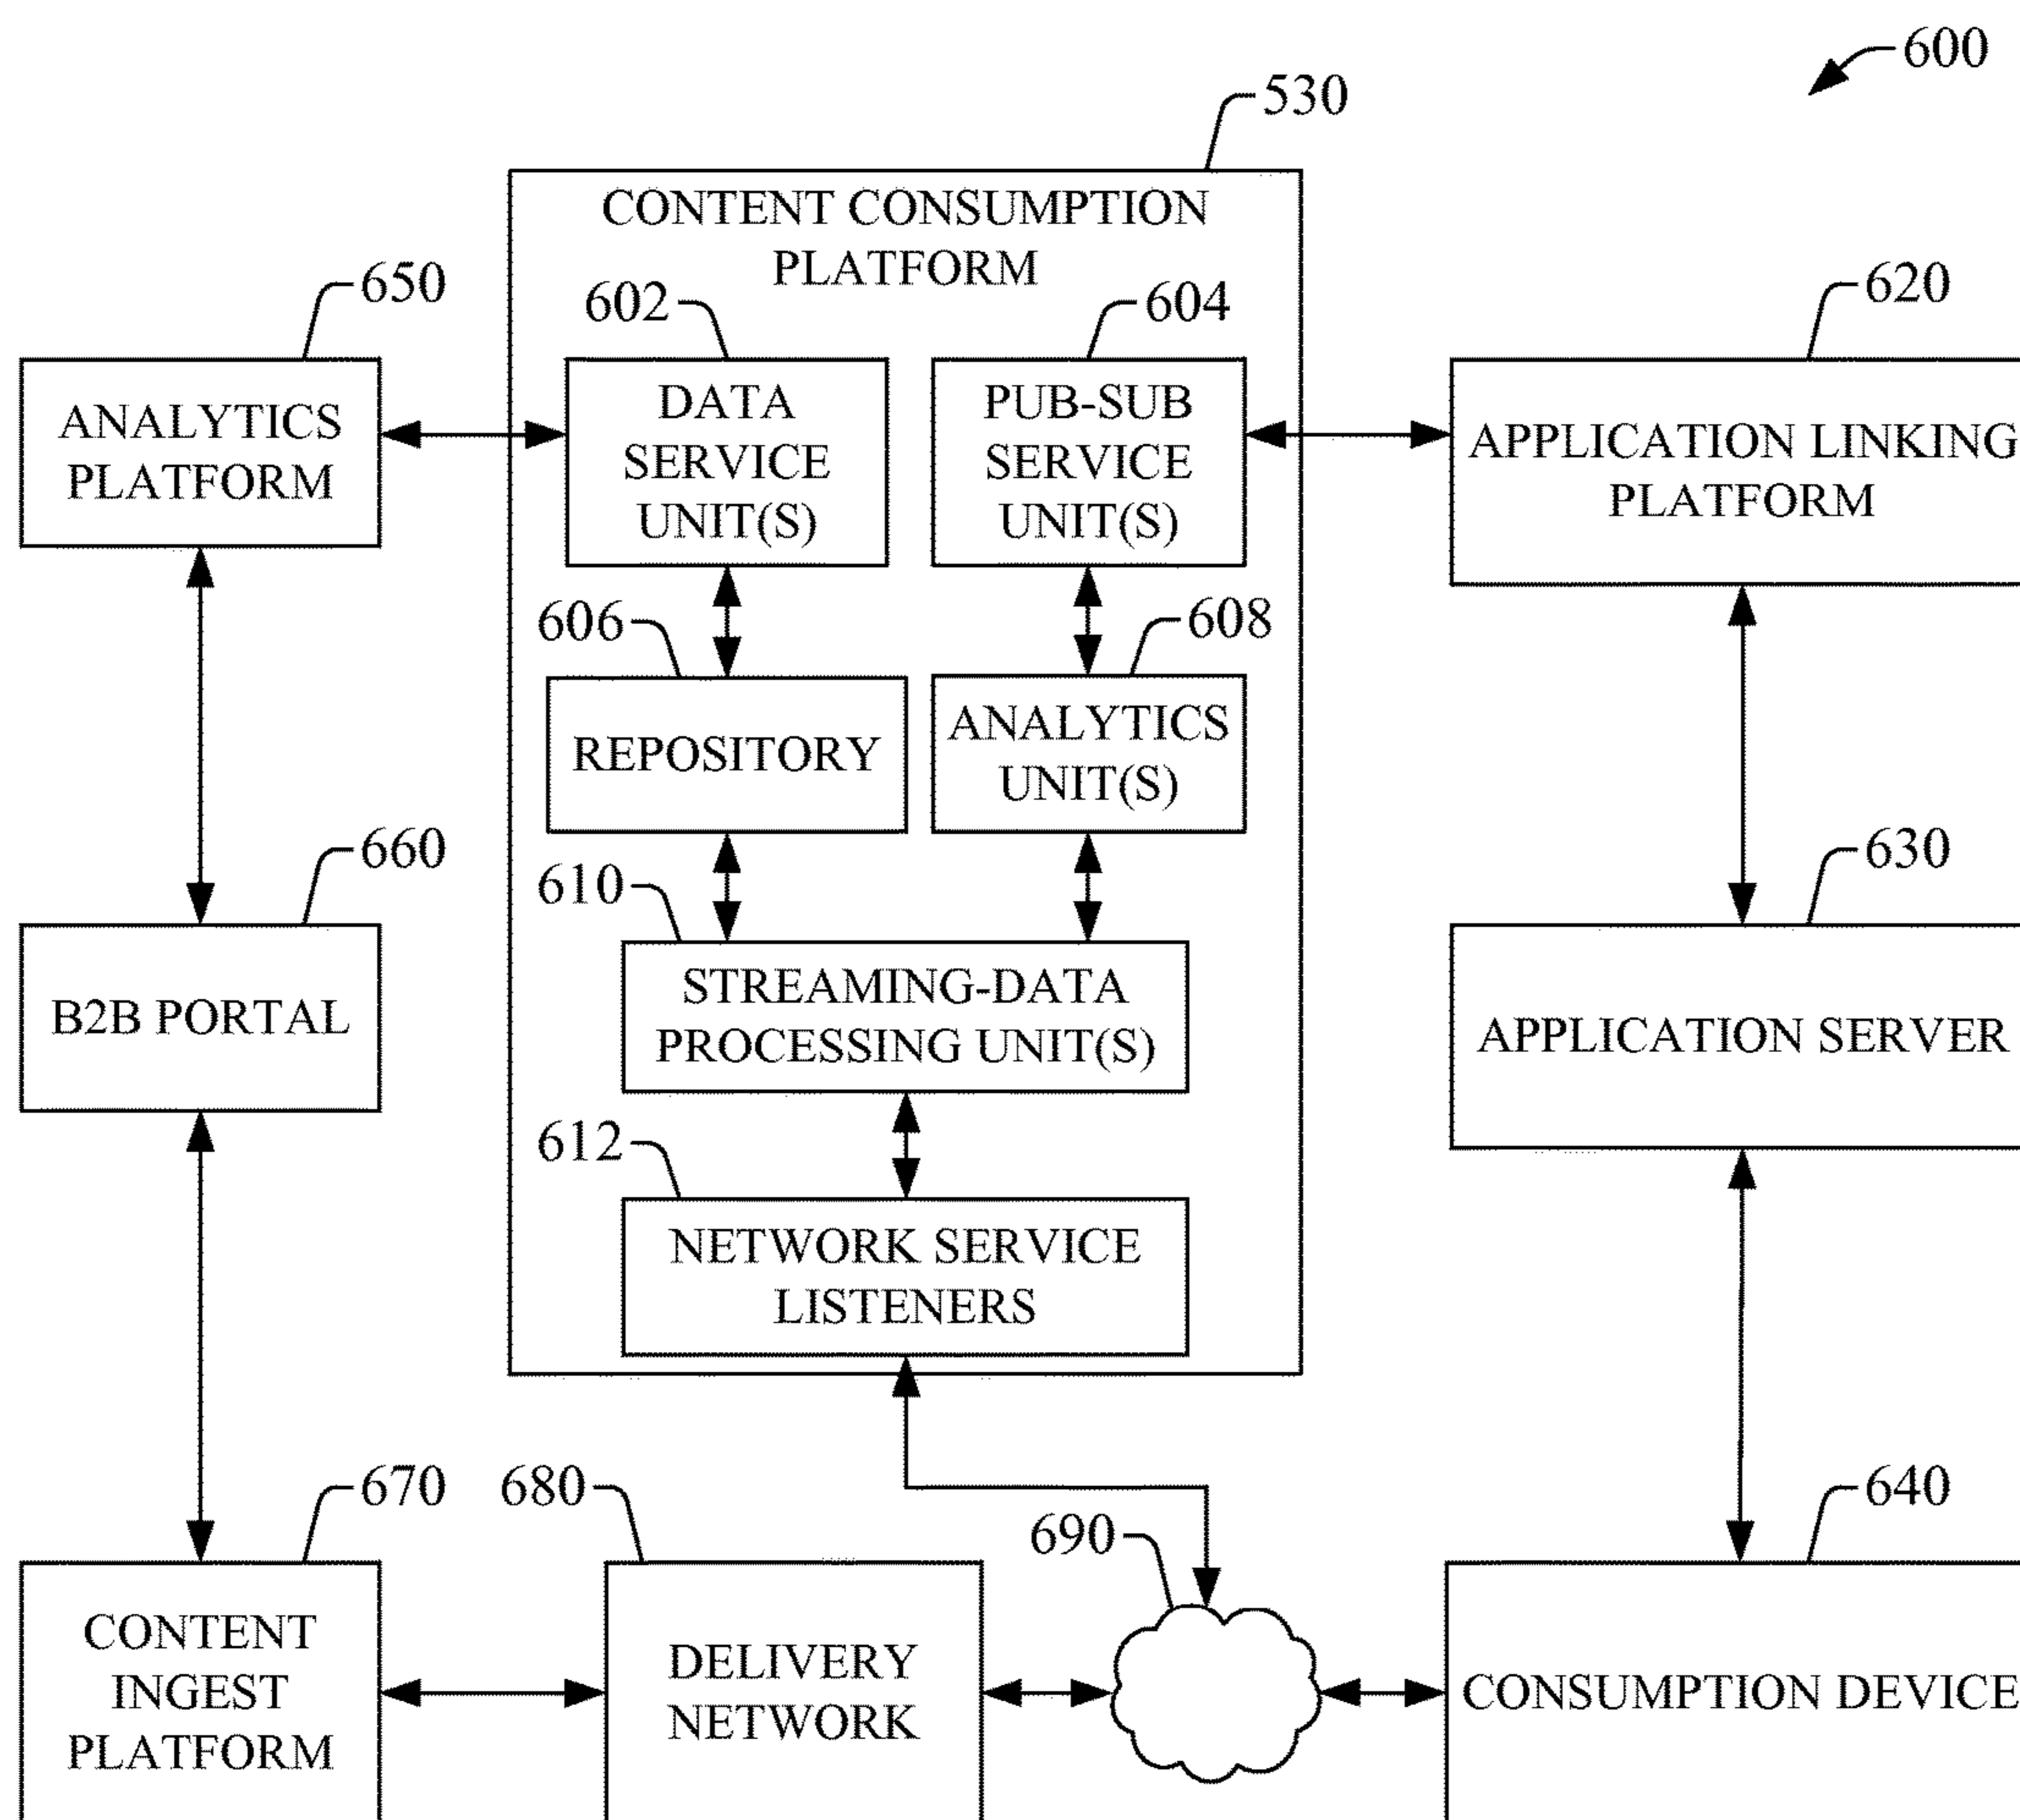 600
530
CONTENT CONSUMPTION
PLATFORM
650
602
604
620
ANALYTICS
PLATFORM
DATA
SERVICE
UNIT(S)
PUB-SUB
SERVICE
UNIT(S)
APPLICATION LINKING
PLATFORM
606
608
REPOSITORY
ANALYTICS
UNIT(S)
660
610
630
B2B PORTAL
STREAMING-DATA
PROCESSING UNIT(S)
APPLICATION SERVER
612
NETWORK SERVICE
LISTENERS
670
680
690
640
CONTENT
INGEST
PLATFORM
DELIVERY
NETWORK
CONSUMPTION DEVICE